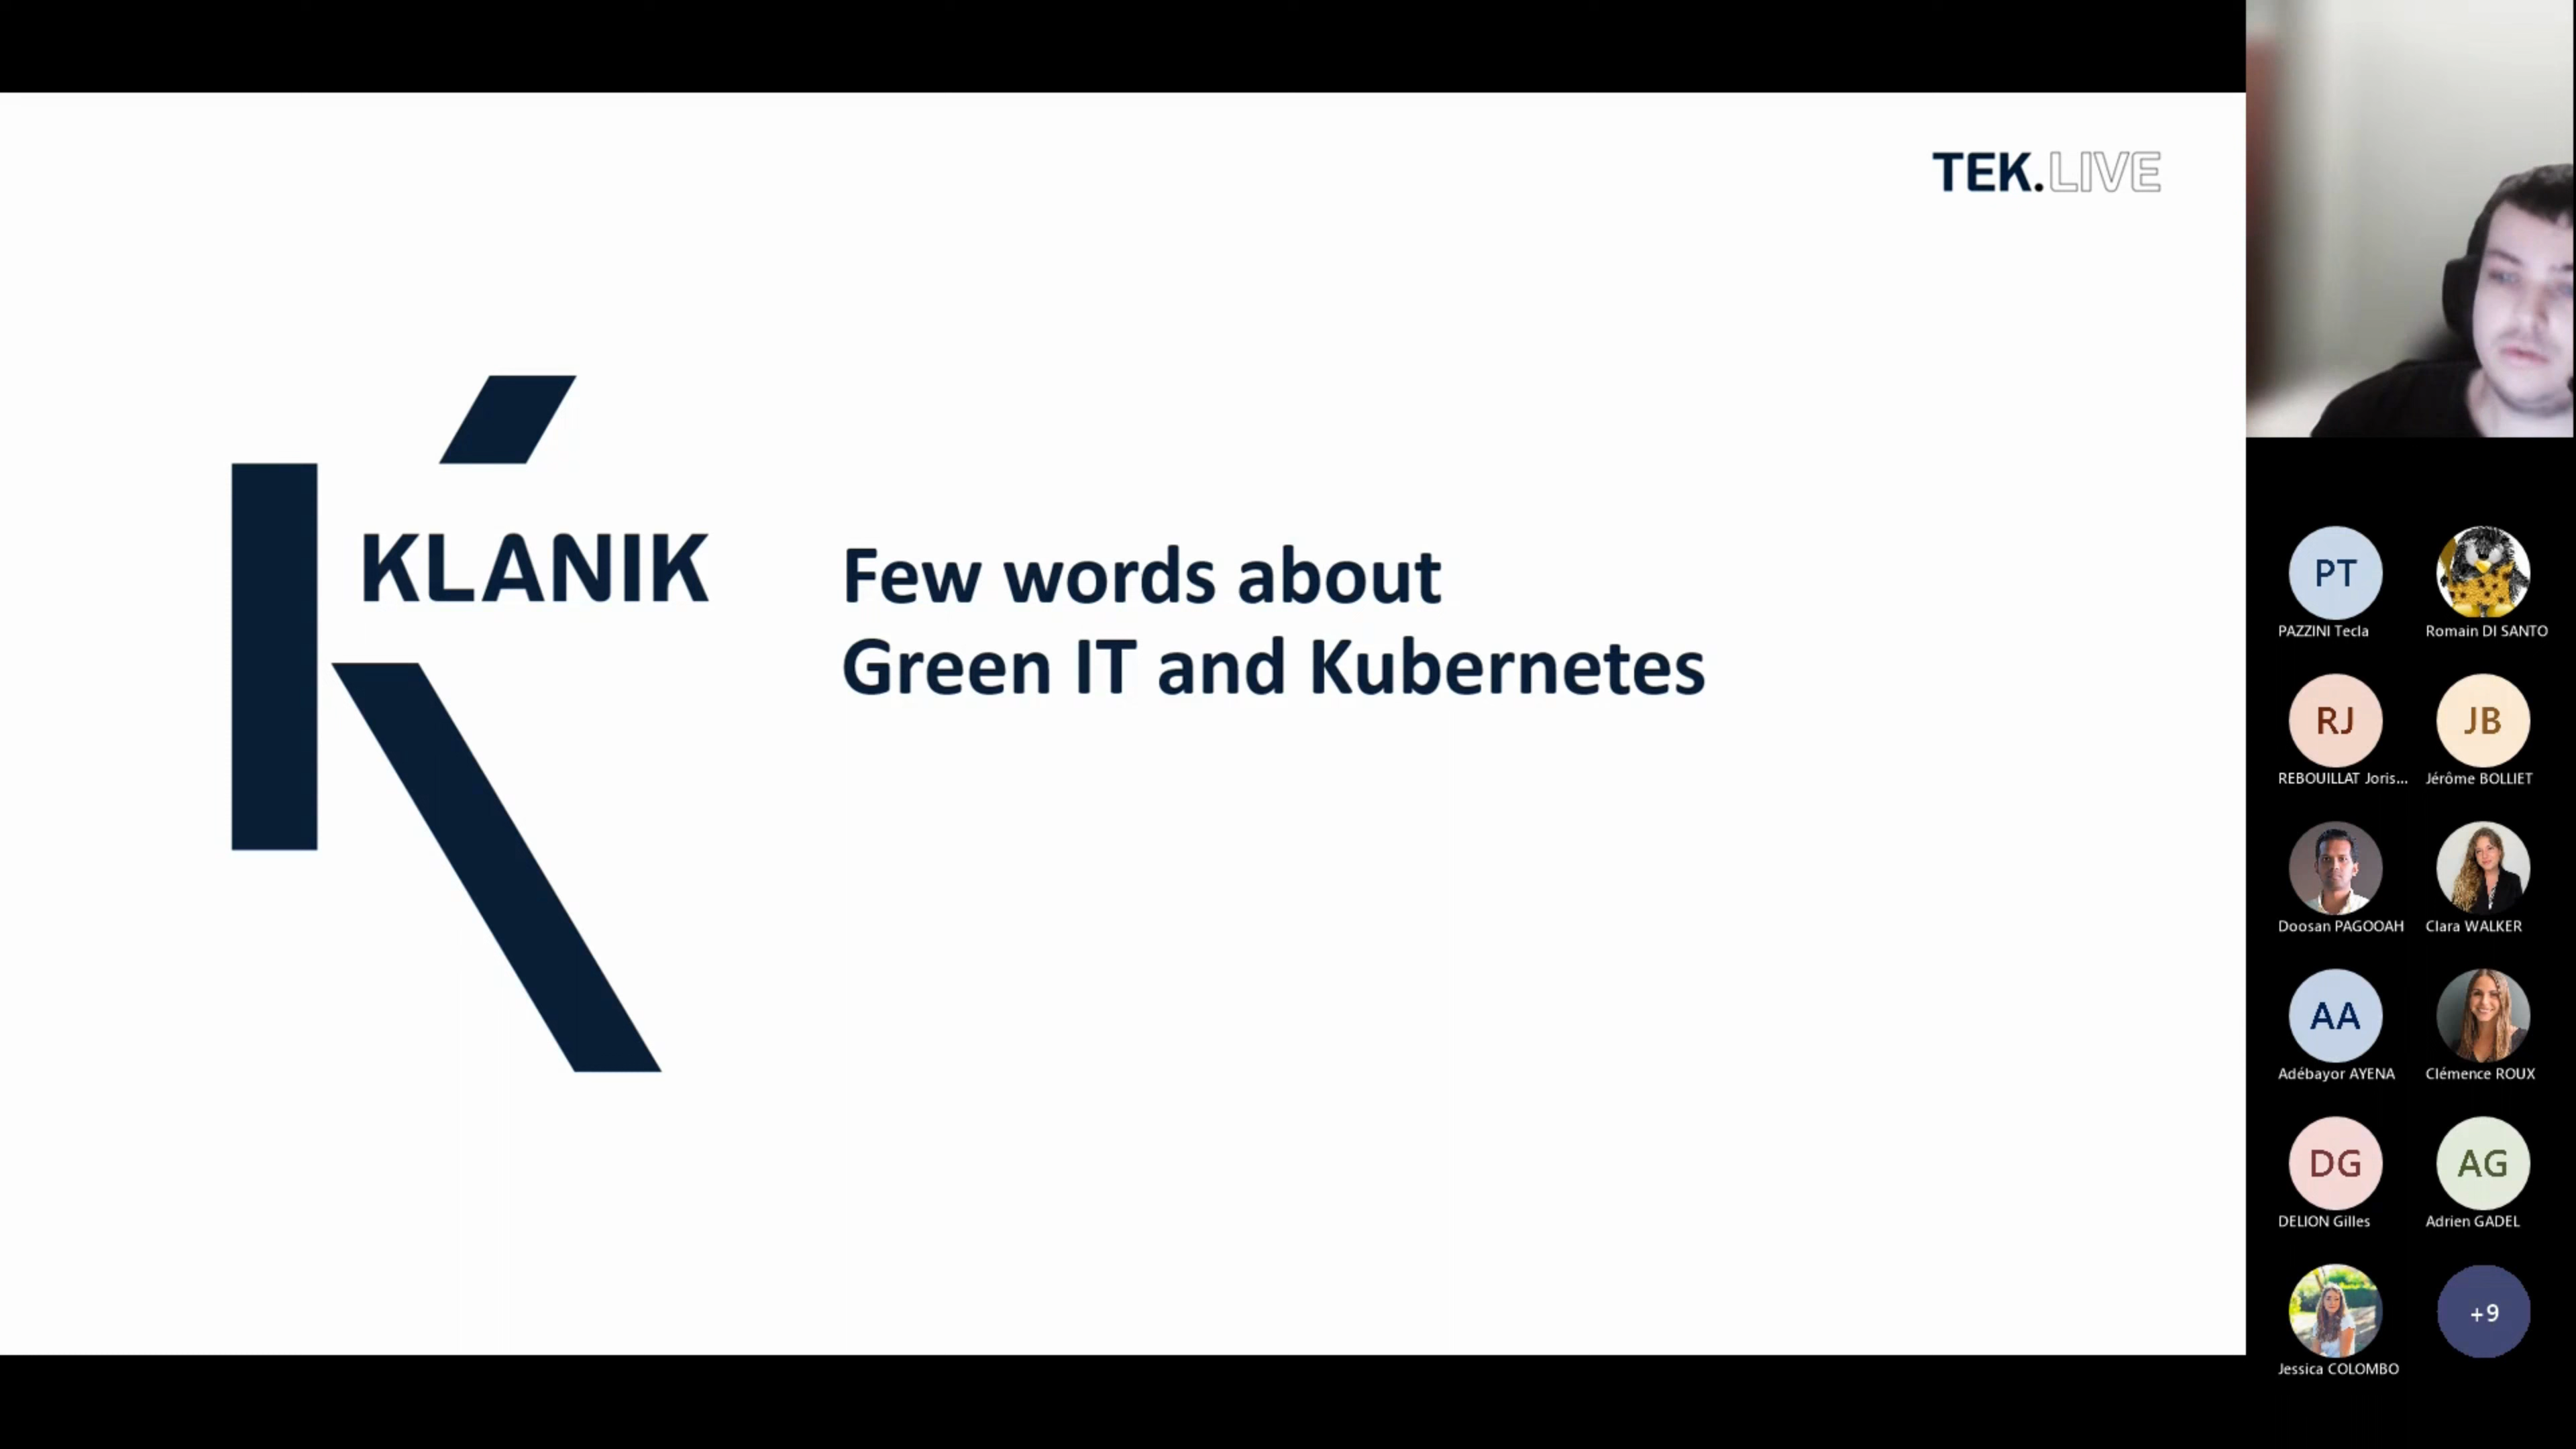 TEK.LIVE
KLANIK
Few words about
Green IT and Kubernetes
PT
PAZZINI Tecla
Romain DI SANTO
RJ
JB
REBOUILLAT Joris...
Jérôme BOLLIET
Doosan PAGOOAH
Clara WALKER
AA
Adébayor AYENA
Clémence ROUX
DG
AG
DELION Gilles
Adrien GADEL
+9
Jessica COLOMBO